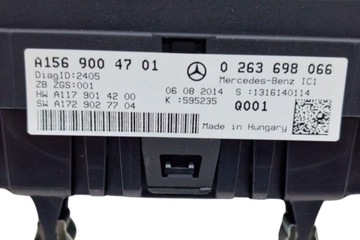 A156 900 47 01
0 263 698 066
DiagID:2405
Mercedes-Benz IC1
ZB ZGS:001
06 08 2014 S :1316140114
HW A117 901 42 00
K :595235
SW A172 902 77 04
Q001
Made in Hungary